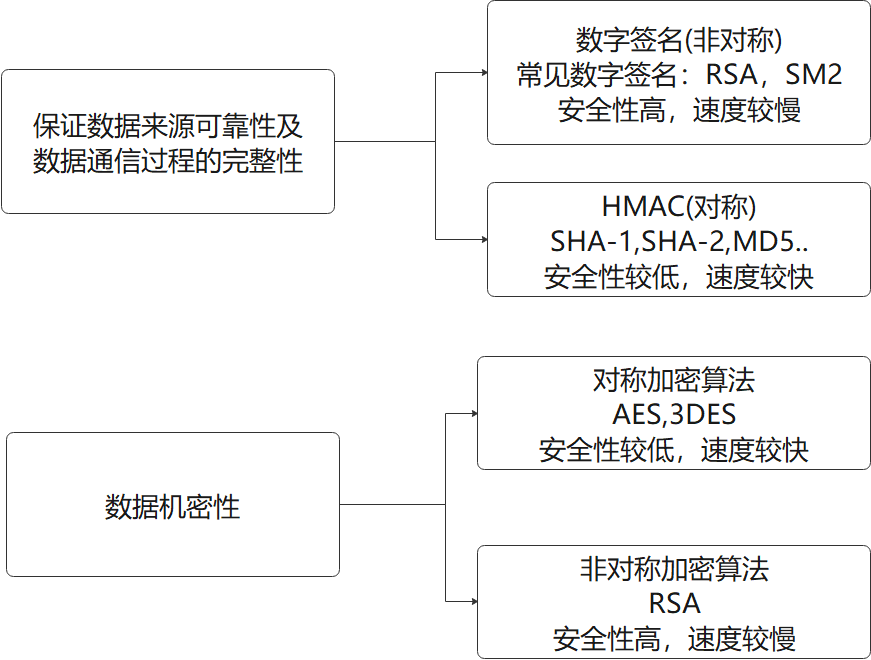 保证数据来源可靠性及
数据通信过程的完整性
数字签名(非对称)
常见数字签名：RSA，SM2
安全性高，速度较慢
HMAC(对称)
SHA-1,SHA-2,MD5..
安全性较低，速度较快
数据机密性
对称加密算法
AES,3DES
安全性较低，速度较快
非对称加密算法
RSA
安全性高，速度较慢